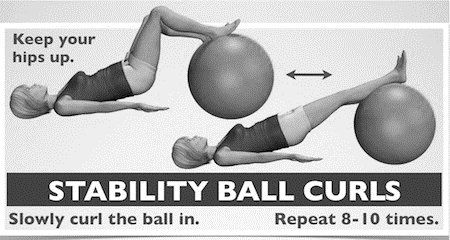 Keep your
hips up.
STABILITY BALL CURLS
Slowly curl the ball in. Repeat 8-10 times.